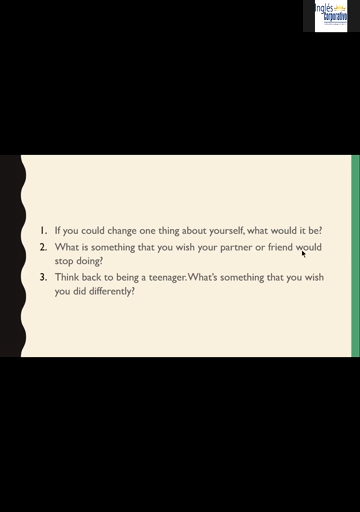 Inglés
Corporativo
1. If you could change one thing about yourself, what would it be?
2. What is something that you wish your partner or friend would
stop doing?
3. Think back to being a teenager. What's something that you wish
you did differently?